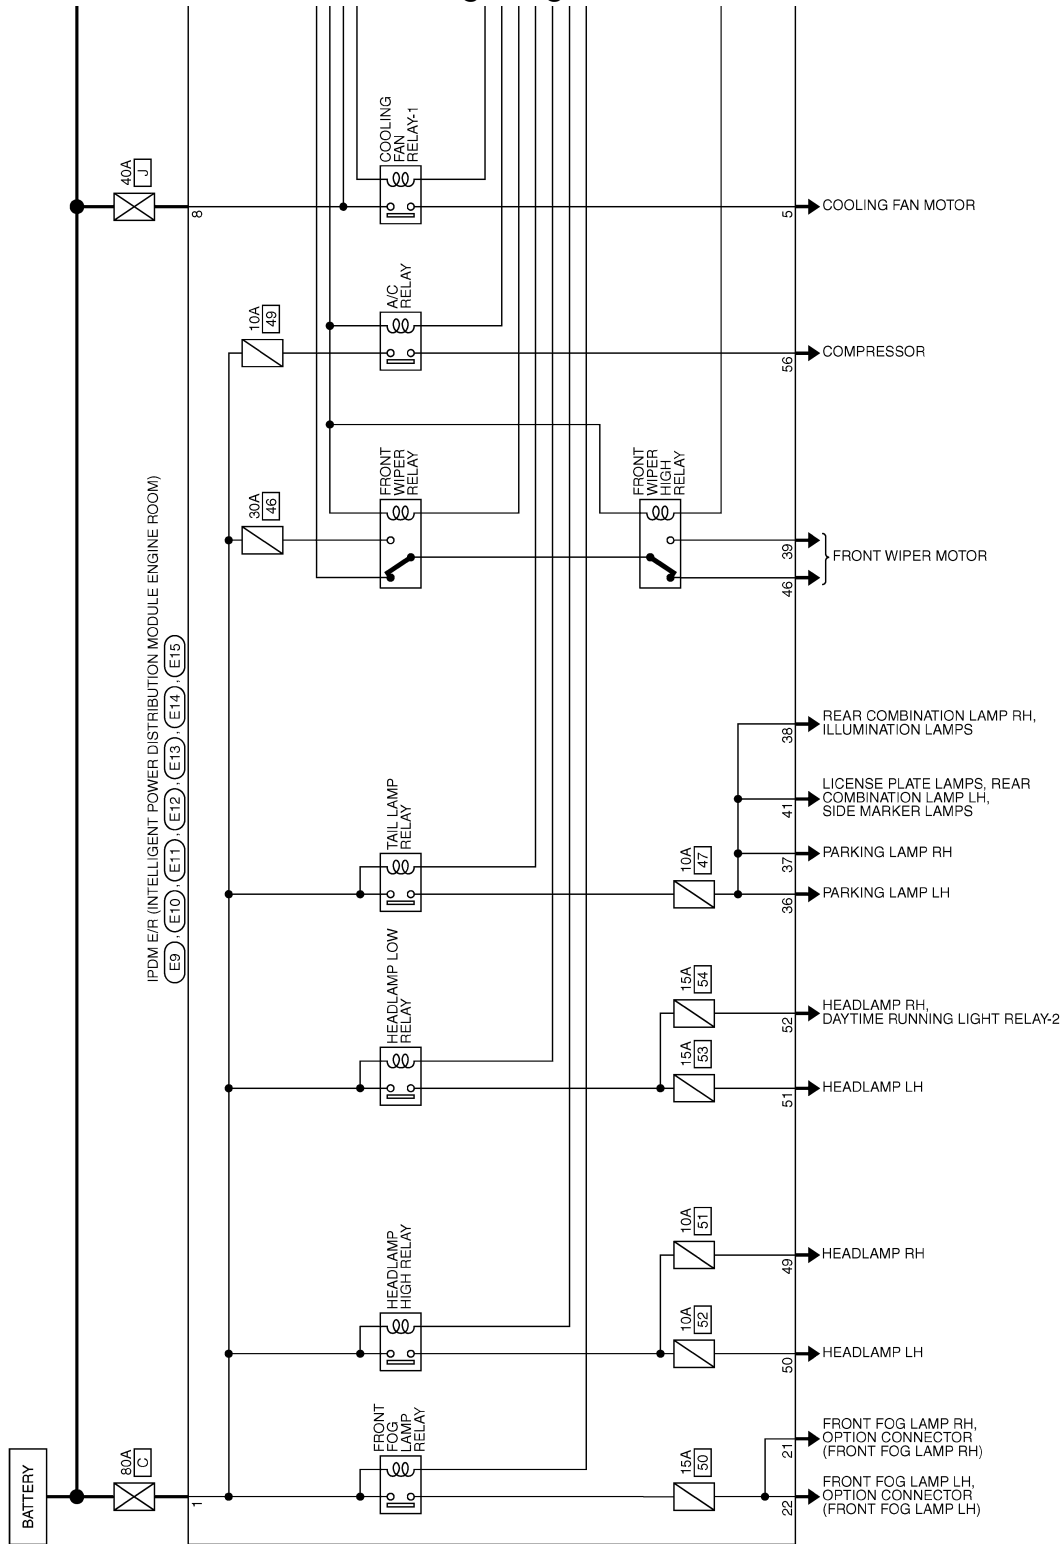 COOLING
FAN
RELAY-1
40A
J
8
5
COOLING FAN MOTOR
A/C
RELAY
10A
49
56
COMPRESSOR
FRONT
WIPER
RELAY
FRONT
WIPER
HIGH
RELAY
30A
46
39
46
FRONT WIPER MOTOR
IPDM E/R (INTELLIGENT POWER DISTRIBUTION MODULE ENGINE ROOM)
E9 , E10 , E11 , E12 , E13 , E14 , E15
38
REAR COMBINATION LAMP RH,
ILLUMINATION LAMPS
TAIL LAMP
RELAY
41
LICENSE PLATE LAMPS, REAR
COMBINATION LAMP LH,
SIDE MARKER LAMPS
10A
47
37
PARKING LAMP RH
36
PARKING LAMP LH
HEADLAMP LOW
RELAY
15A
54
52
HEADLAMP RH,
DAYTIME RUNNING LIGHT RELAY-2
15A
53
51
HEADLAMP LH
HEADLAMP
HIGH RELAY
10A
51
49
HEADLAMP RH
10A
52
50
HEADLAMP LH
FRONT
FOG
LAMP
RELAY
21
FRONT FOG LAMP RH,
OPTION CONNECTOR
(FRONT FOG LAMP RH)
BATTERY
80A
C
1
15A
50
22
FRONT FOG LAMP LH,
OPTION CONNECTOR
(FRONT FOG LAMP LH)